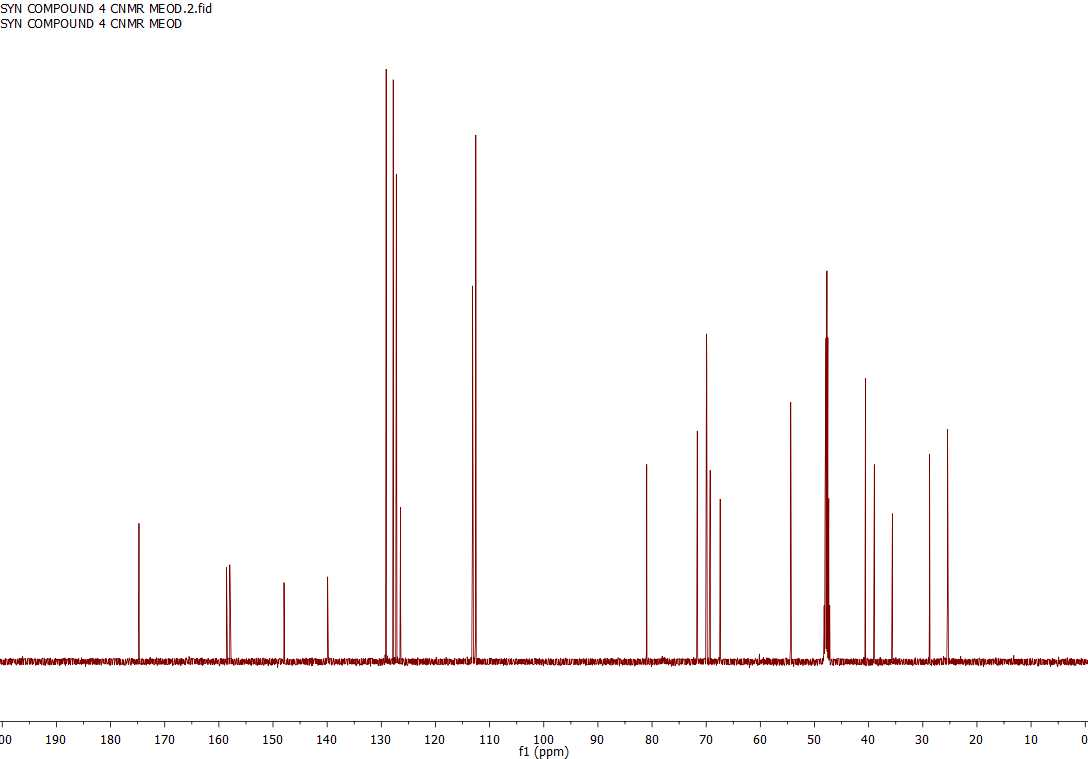 SYN COMPOUND 4 CNMR MEOD.2.fid
SYN COMPOUND 4 CNMR MEOD
00 190 180 170 160 150 140 130 120 110 100 90 80 70 60 50 40 30 20 10 0
f1 (ppm)